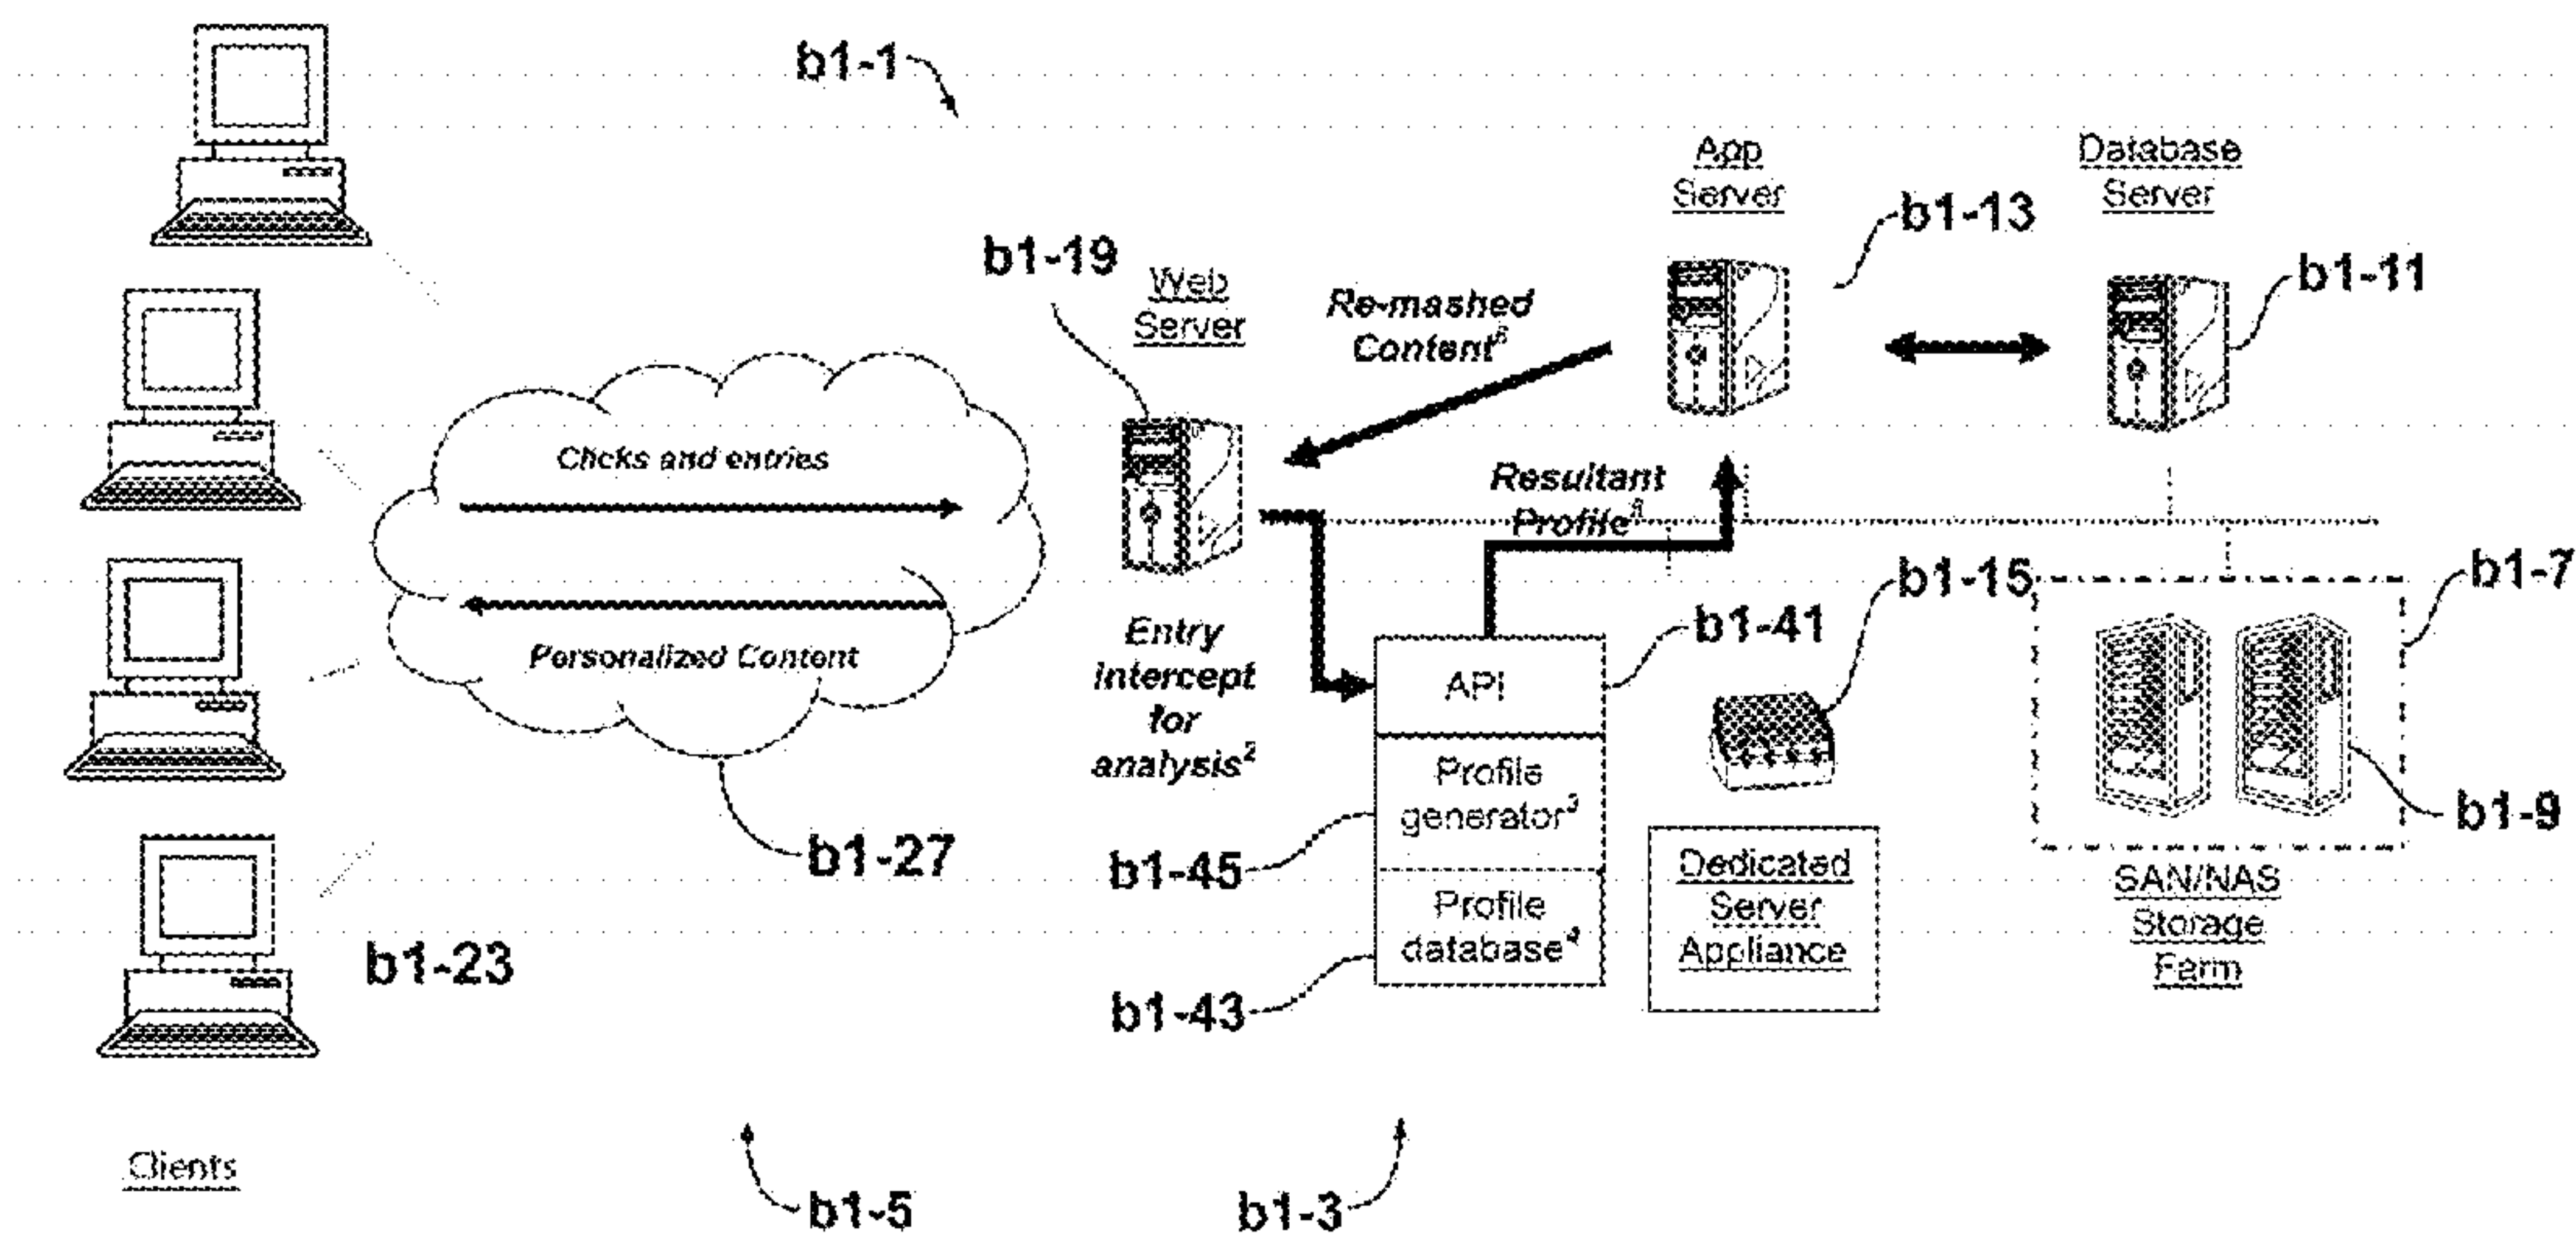 b1-1
App
Server
Database
Server
b1-13
b1-19
Web
Server
b1-11
Re-mashed
Content
Clicks and entries
Resultant
Profile
Personalized Content
Entry
intercept
for
analysis²
b1-41
b1-15
b1-7
API
Profile
generator³
Profile
database⁴
b1-27
b1-45
b1-43
b1-23
Dedicated
Server
Appliance
b1-9
SAN/NAS
Storage
Farm
Clients
b1-5
b1-3